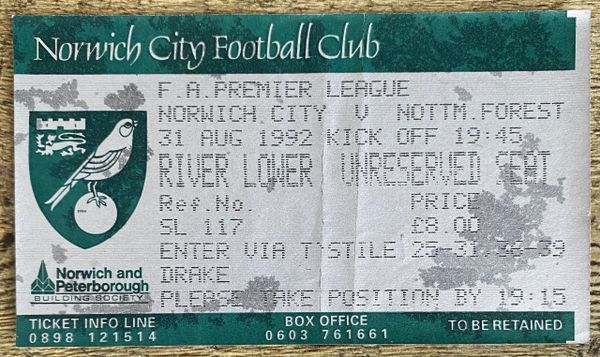 Norwich City Football Club
F.A.PREMIER LEAGUE
NORWICH CITY V NOTTM.FOREST
31 AUG 1992 KICK OFF 19:45
RIVER LOWER UNRESERVED SEAT
Ref.No. PRICE
SL 117 £8.00
ENTER VIA T'STILE 25-31,34-39
DRAKE
PLEASE TAKE POSITION BY 19:15
Norwich and
Peterborough
BUILDING SOCIETY
TICKET INFO LINE BOX OFFICE TO BE RETAINED
0898 121514 0603 761661